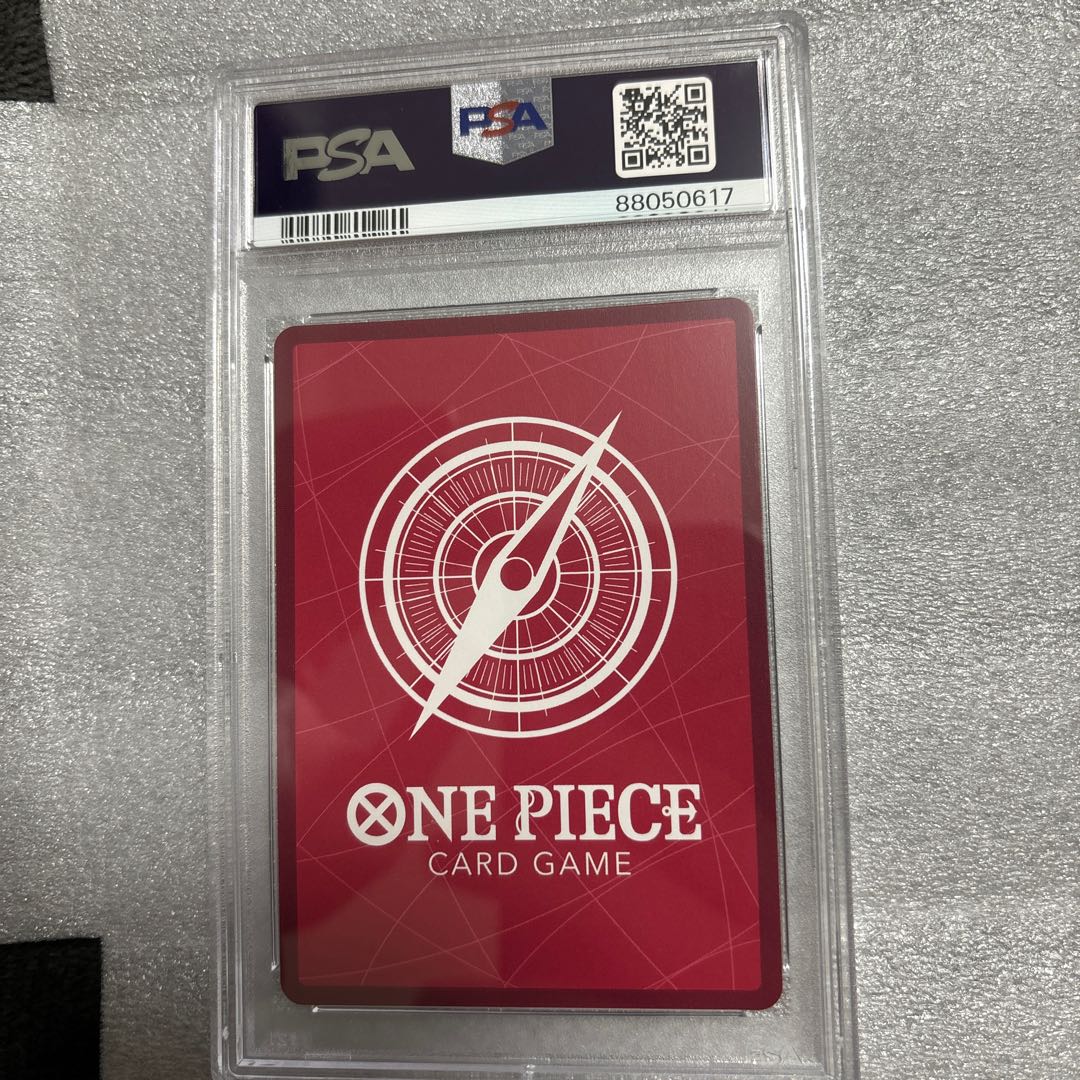 PSA
PSA
88050617
ONE PIECE
CARD GAME